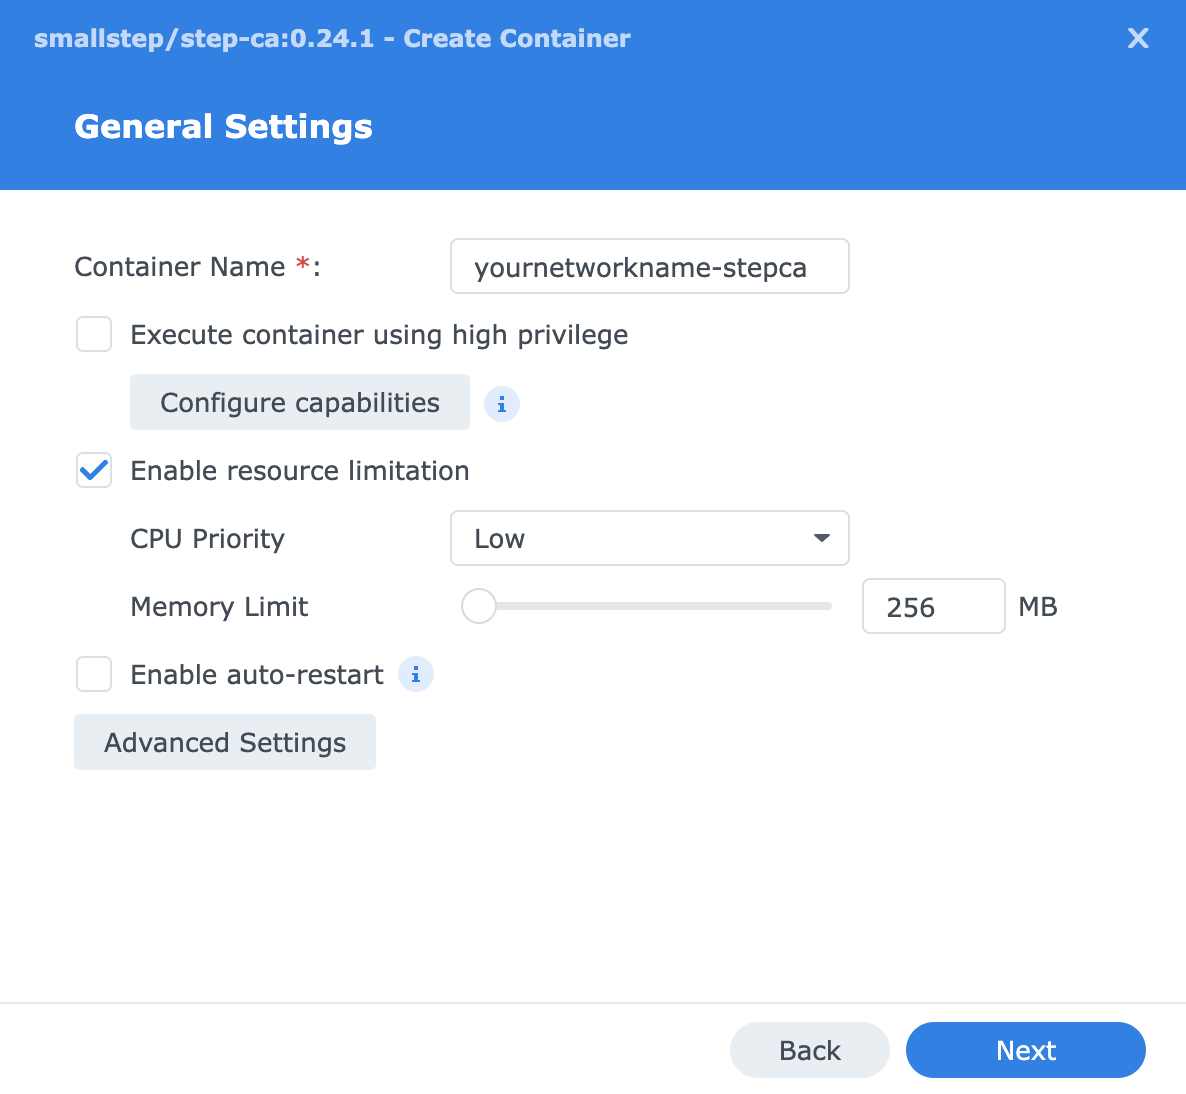 smallstep/step-ca:0.24.1 - Create Container
General Settings
Container Name *: yournetworkname-stepca
Execute container using high privilege
Configure capabilities
Enable resource limitation
CPU Priority Low
Memory Limit 256 MB
Enable auto-restart
Advanced Settings
Back Next